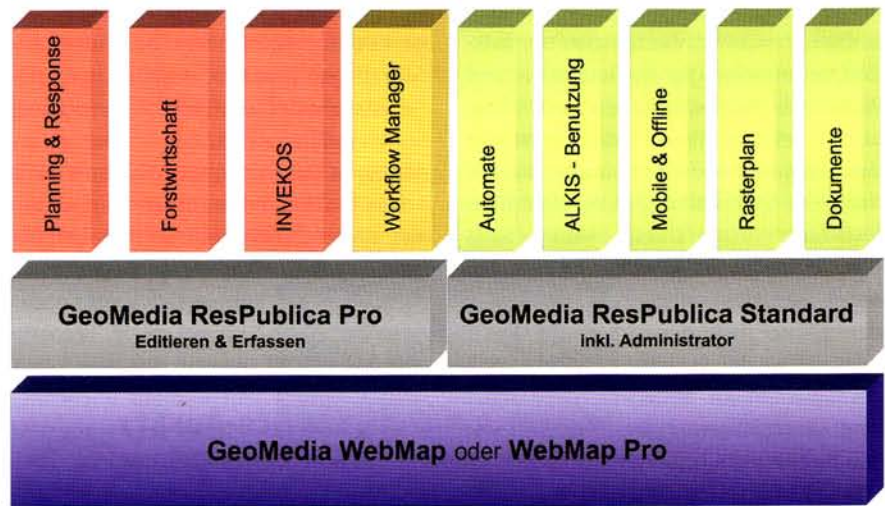 Planning & Response
Forstwirtschaft
INVEKOS
Workflow Manager
Automate
ALKIS - Benutzung
Mobile & Offline
Rasterplan
Dokumente
GeoMedia ResPublica Pro
Editieren & Erfassen
GeoMedia ResPublica Standard
inkl. Administrator
GeoMedia WebMap oder WebMap Pro